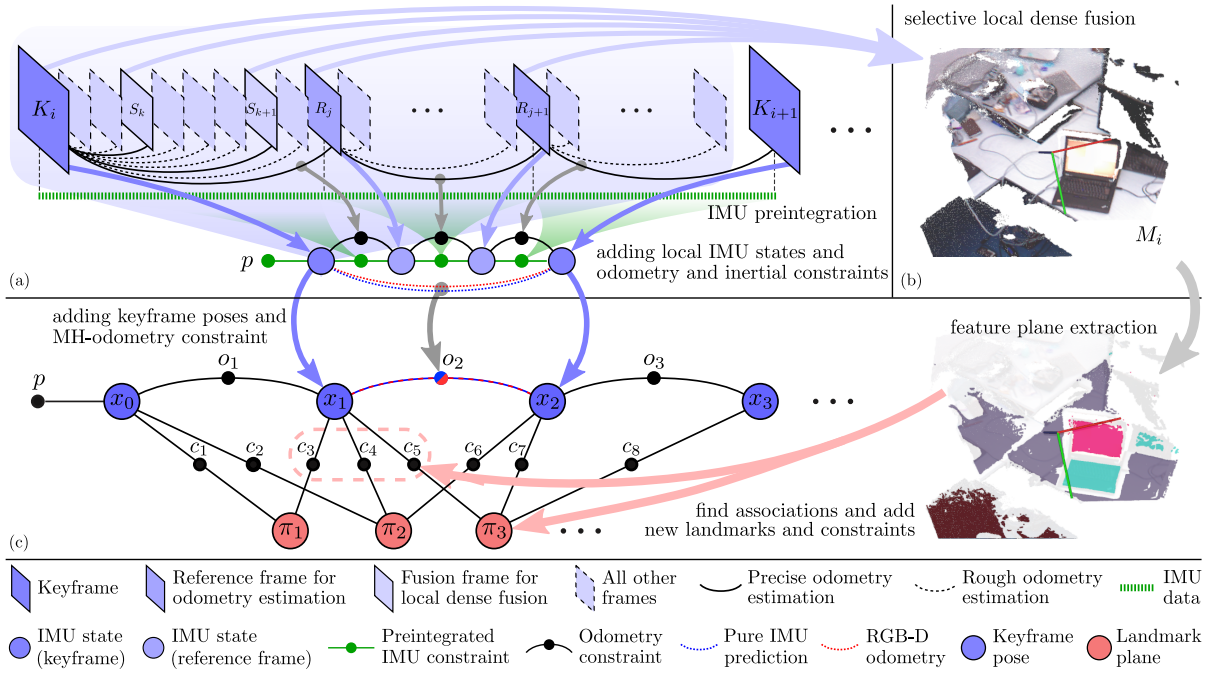 selective local dense fusion
K_i
S_k
S_{k+1}
R_j
R_{j+1}
K_{i+1}
IMU preintegration
M_i
p
adding local IMU states and
odometry and inertial constraints
(a)
(b)
adding keyframe poses and
MH-odometry constraint
feature plane extraction
o_1
o_2
o_3
p
x_0
x_1
x_2
x_3
c_1
c_2
c_3
c_4
c_5
c_6
c_7
c_8
find associations and add
new landmarks and constraints
π_1
π_2
π_3
(c)
Keyframe
Reference frame for
odometry estimation
Fusion frame for
local dense fusion
All other
frames
Precise odometry
estimation
Rough odometry
estimation
IMU
data
IMU state
(keyframe)
IMU state
(reference frame)
Preintegrated
IMU constraint
Odometry
constraint
Pure IMU
prediction
RGB-D
odometry
Keyframe
pose
Landmark
plane